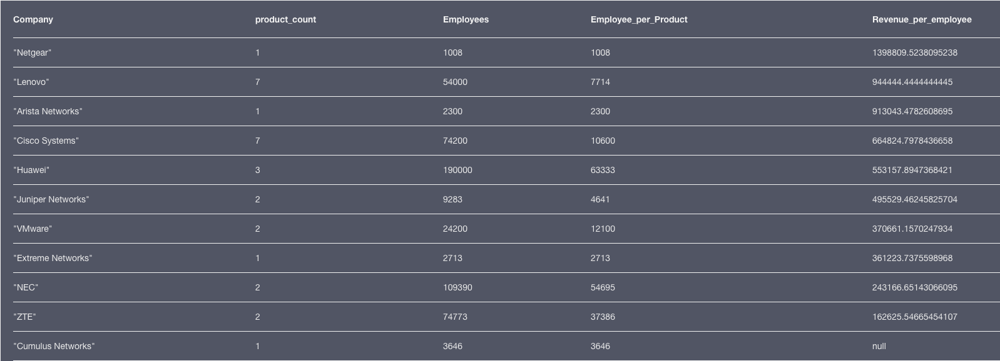 Company product_count Employees Employee_per_Product Revenue_per_employee
"Netgear" 1 1008 1008 1398809.5238095238
"Lenovo" 7 54000 7714 944444.4444444445
"Arista Networks" 1 2300 2300 913043.4782608695
"Cisco Systems" 7 74200 10600 664824.7978436658
"Huawei" 3 190000 63333 553157.8947368421
"Juniper Networks" 2 9283 4641 495529.46245825704
"VMware" 2 24200 12100 370661.1570247934
"Extreme Networks" 1 2713 2713 361223.7375598968
"NEC" 2 109390 54695 243166.65143066095
"ZTE" 2 74773 37386 162625.54665454107
"Cumulus Networks" 1 3646 3646 null